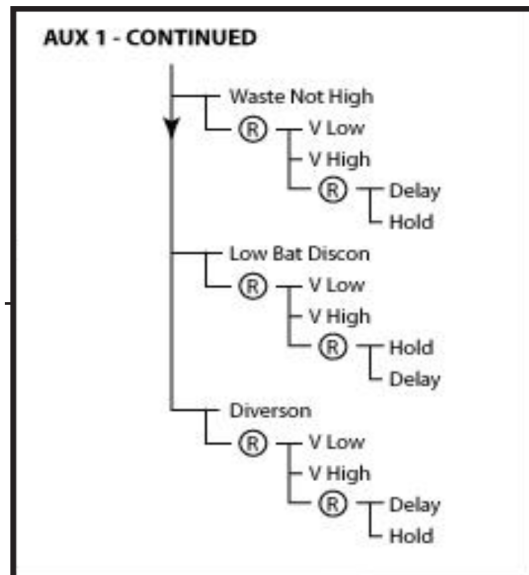 AUX 1 - CONTINUED
Waste Not High
R V Low
V High
R Delay
Hold
Low Bat Discon
R V Low
V High
R Hold
Delay
Diverson
R V Low
V High
R Delay
Hold